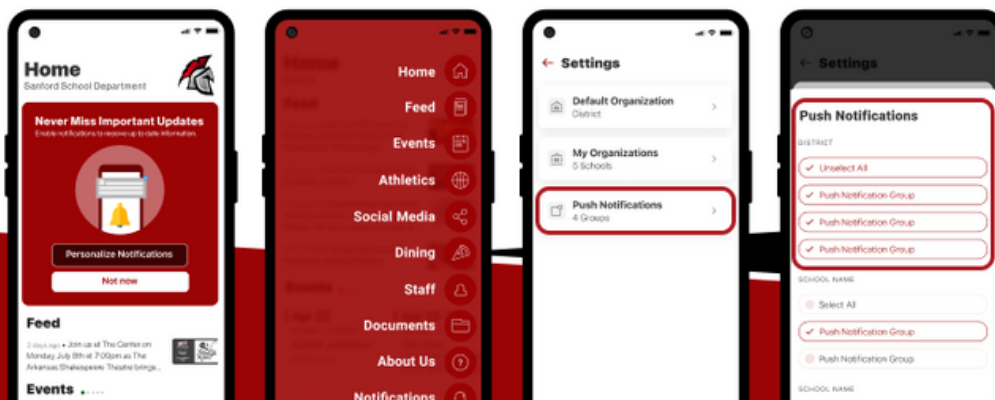 Home
Sanford School Department
Never Miss Important Updates
Enable notifications to receive up to date information.
Personalize Notifications
Not now
Feed
2 days ago • Join us at The Center on
Monday, July 8th at 7:00pm as The
Arkansas Shakespeare Theatre brings...
Events
Home
Feed
Events
Athletics
Social Media
Dining
Staff
Documents
About Us
Notifications
Settings
Default Organization
District
My Organizations
5 Schools
Push Notifications
4 Groups
Settings
Push Notifications
DISTRICT
Unselect All
Push Notification Group
Push Notification Group
Push Notification Group
SCHOOL NAME
Select All
Push Notification Group
Push Notification Group
SCHOOL NAME